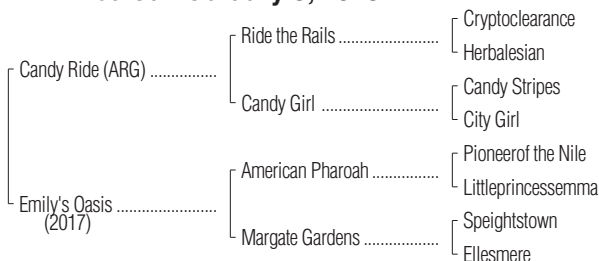 Cryptoclearance
Ride the Rails
Herbalesian
Candy Ride (ARG)
Candy Stripes
Candy Girl
City Girl
Pioneerof the Nile
American Pharoah
Littleprincessemma
Emily's Oasis
(2017)
Speightstown
Margate Gardens
Ellesmere